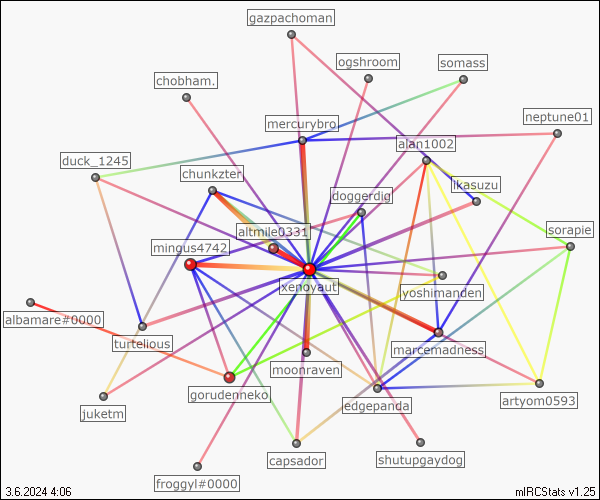 gazpachoman
ogshroom
somass
chobham.
neptune01
mercurybro
alan1002
duck_1245
chunkzter
ikasuzu
doggerdig
sorapie
altmile0331
mingus4742
xenoyaut
yoshimanden
albamare#0000
turtelious
marcemadness
moonraven
gorudenneko
artyom0593
juketm
edgepanda
capsador
shutupgaydog
froggyl#0000
3.6.2024 4:06
mIRCStats v1.25